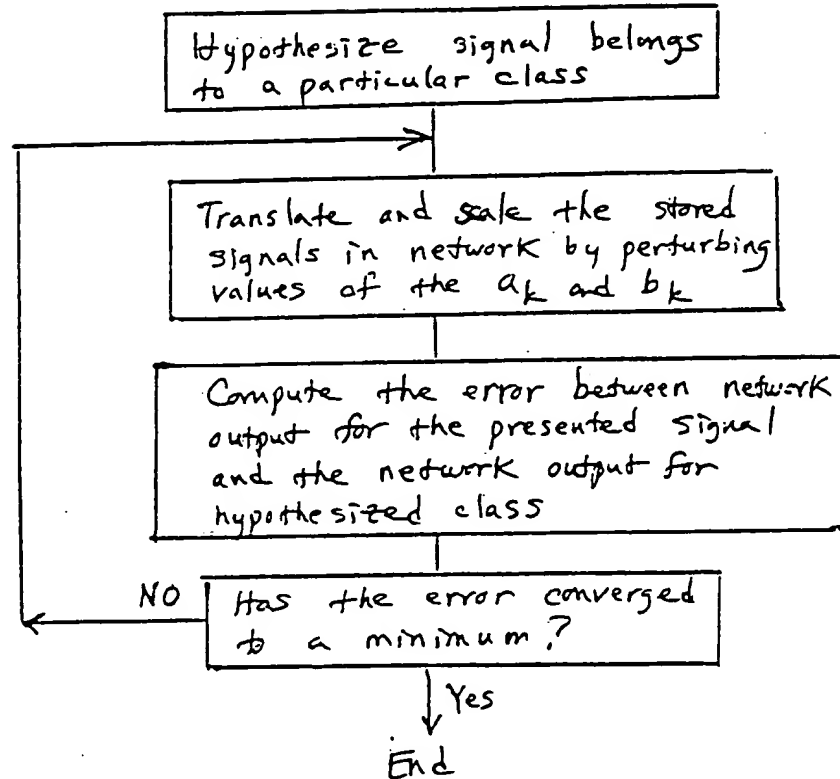 Hypothesize signal belongs
to a particular class
Translate and scale the stored
signals in network by perturbing
values of the a_k and b_k
Compute the error between network
output for the presented signal
and the network output for
hypothesized class
NO
Has the error converged
to a minimum?
Yes
End